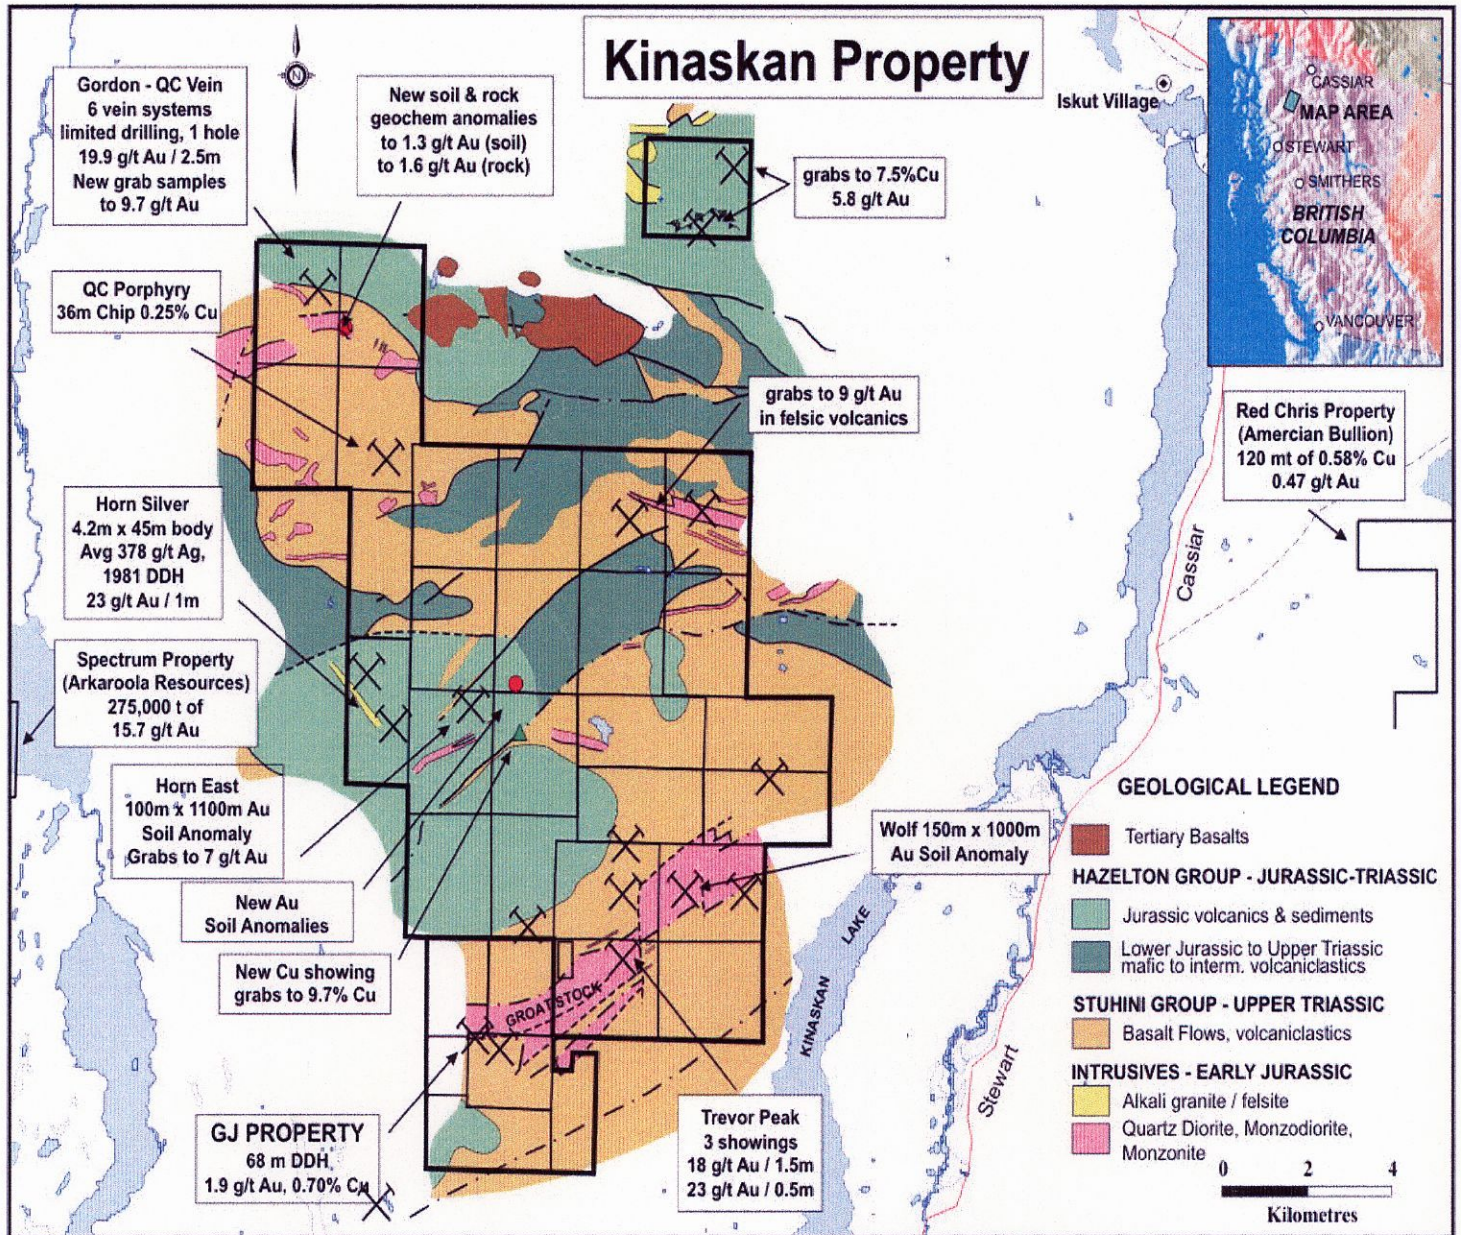 Kinaskan Property
N
Gordon - QC Vein
6 vein systems
limited drilling, 1 hole
19.9 g/t Au / 2.5m
New grab samples
to 9.7 g/t Au
New soil & rock
geochem anomalies
to 1.3 g/t Au (soil)
to 1.6 g/t Au (rock)
grabs to 7.5%Cu
5.8 g/t Au
Iskut Village
CASSIAR
MAP AREA
STEWART
SMITHERS
BRITISH
COLUMBIA
VANCOUVER
QC Porphyry
36m Chip 0.25% Cu
grabs to 9 g/t Au
in felsic volcanics
Red Chris Property
(Amercian Bullion)
120 mt of 0.58% Cu
0.47 g/t Au
Horn Silver
4.2m x 45m body
Avg 378 g/t Ag,
1981 DDH
23 g/t Au / 1m
Cassiar
Spectrum Property
(Arkaroola Resources)
275,000 t of
15.7 g/t Au
Horn East
100m x 1100m Au
Soil Anomaly
Grabs to 7 g/t Au
Wolf 150m x 1000m
Au Soil Anomaly
New Au
Soil Anomalies
New Cu showing
grabs to 9.7% Cu
GROAT STOCK
KINASKAN LAKE
Stewart
GJ PROPERTY
68 m DDH,
1.9 g/t Au, 0.70% Cu
Trevor Peak
3 showings
18 g/t Au / 1.5m
23 g/t Au / 0.5m
GEOLOGICAL LEGEND
Tertiary Basalts
HAZELTON GROUP - JURASSIC-TRIASSIC
Jurassic volcanics & sediments
Lower Jurassic to Upper Triassic
mafic to interm. volcaniclastics
STUHINI GROUP - UPPER TRIASSIC
Basalt Flows, volcaniclastics
INTRUSIVES - EARLY JURASSIC
Alkali granite / felsite
Quartz Diorite, Monzodiorite,
Monzonite
0 2 4
Kilometres